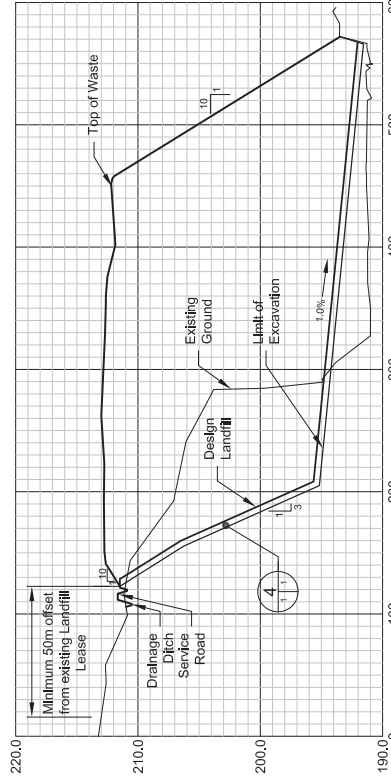 220.0
210.0
200.0
190.0
Minimum 50m offset
from existing Landfill
Lease
10
1
Drainage
Ditch
Service
Road
Top of Waste
10
1
Existing
Ground
Design
Landfill
Limit of
Excavation
1
3
1.0%
4
1
1